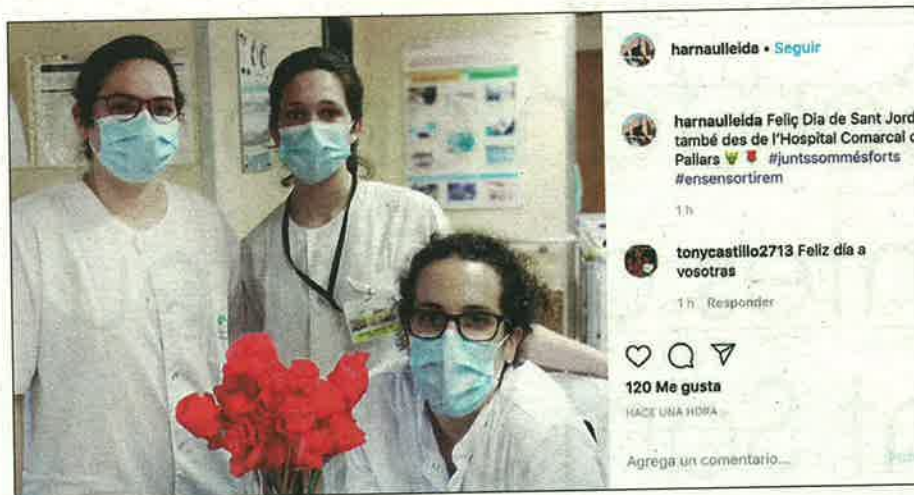 harnaulleida • Seguir
harnaulleida Feliç Dia de Sant Jord
també des de l'Hospital Comarcal d
Pallars #juntssommésforts
#ensensortirem
1 h
tonycastillo2713 Feliz día a
vosotras
1 h Responder
120 Me gusta
HACE UNA HORA
Agrega un comentario...